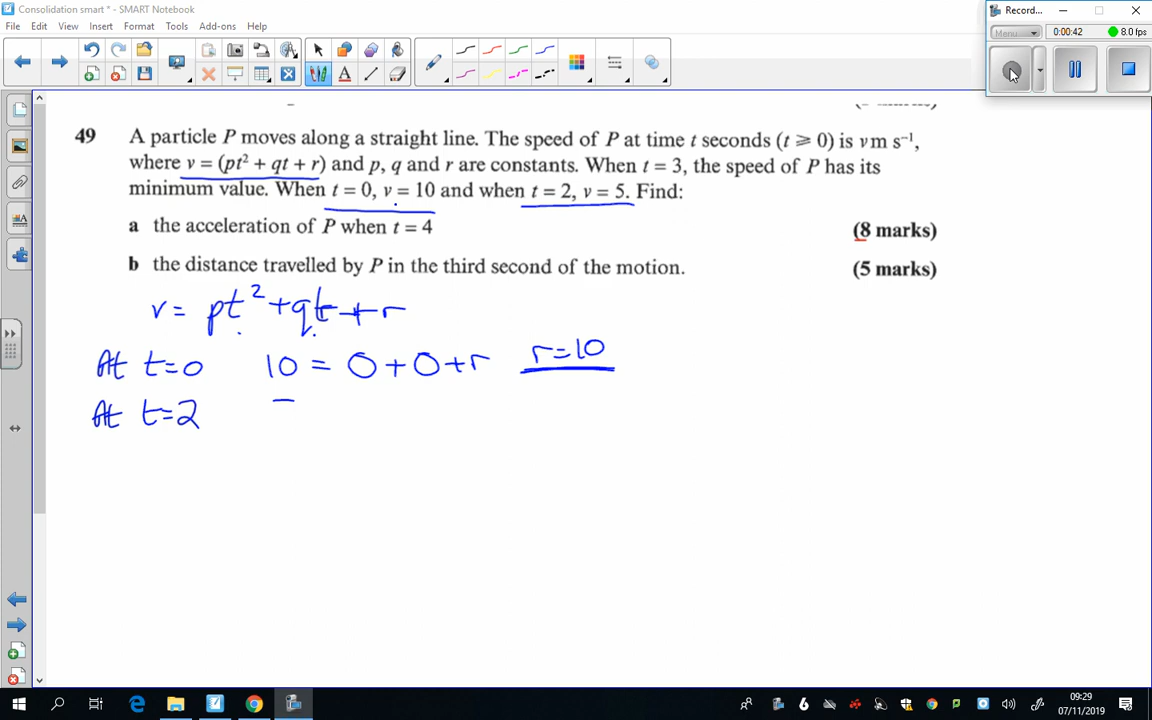 Consolidation smart * - SMART Notebook
File Edit View Insert Format Tools Add-ons Help
Record...
Menu
0:00:42
8.0 fps
49 A particle P moves along a straight line. The speed of P at time t seconds (t ⩾ 0) is v m s⁻¹,
where v = (pt² + qt + r) and p, q and r are constants. When t = 3, the speed of P has its
minimum value. When t = 0, v = 10 and when t = 2, v = 5. Find:
a the acceleration of P when t = 4 (8 marks)
b the distance travelled by P in the third second of the motion. (5 marks)
v = pt² + qt + r
At t=0 10 = 0 + 0 + r r=10
At t=2
09:29
07/11/2019